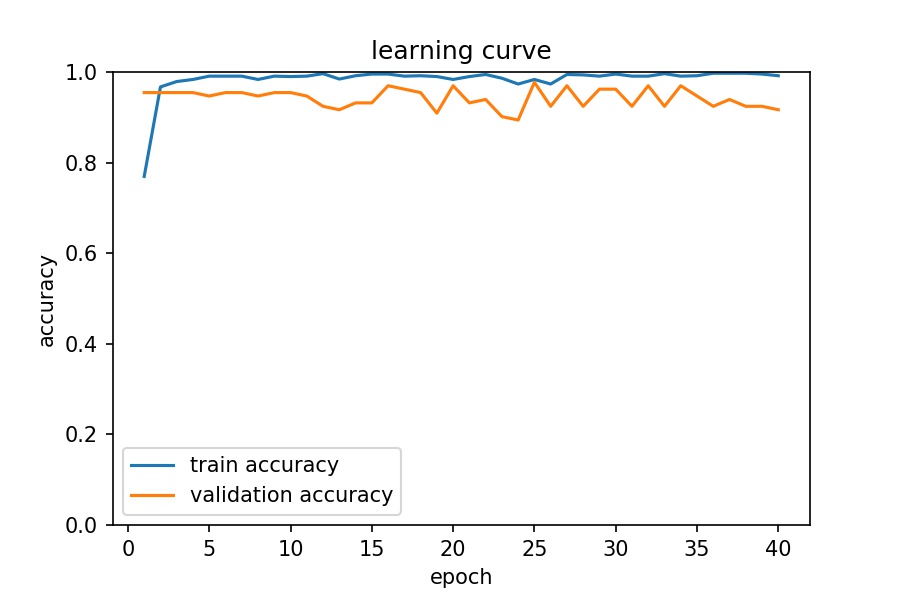 learning curve
1.0
0.8
0.6
0.4
0.2
0.0
accuracy
train accuracy
validation accuracy
0 5 10 15 20 25 30 35 40
epoch